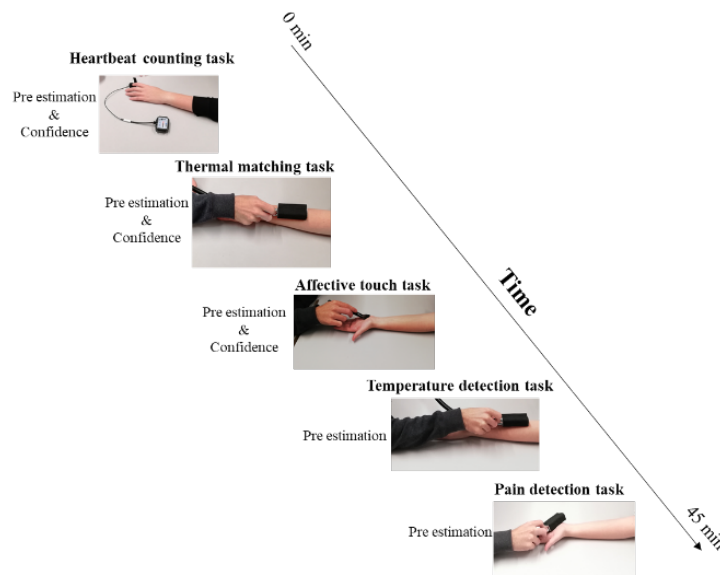 0 min
Heartbeat counting task
Pre estimation
&
Confidence
Thermal matching task
Pre estimation
&
Confidence
Affective touch task
Pre estimation
&
Confidence
Time
Temperature detection task
Pre estimation
Pain detection task
Pre estimation
45 min